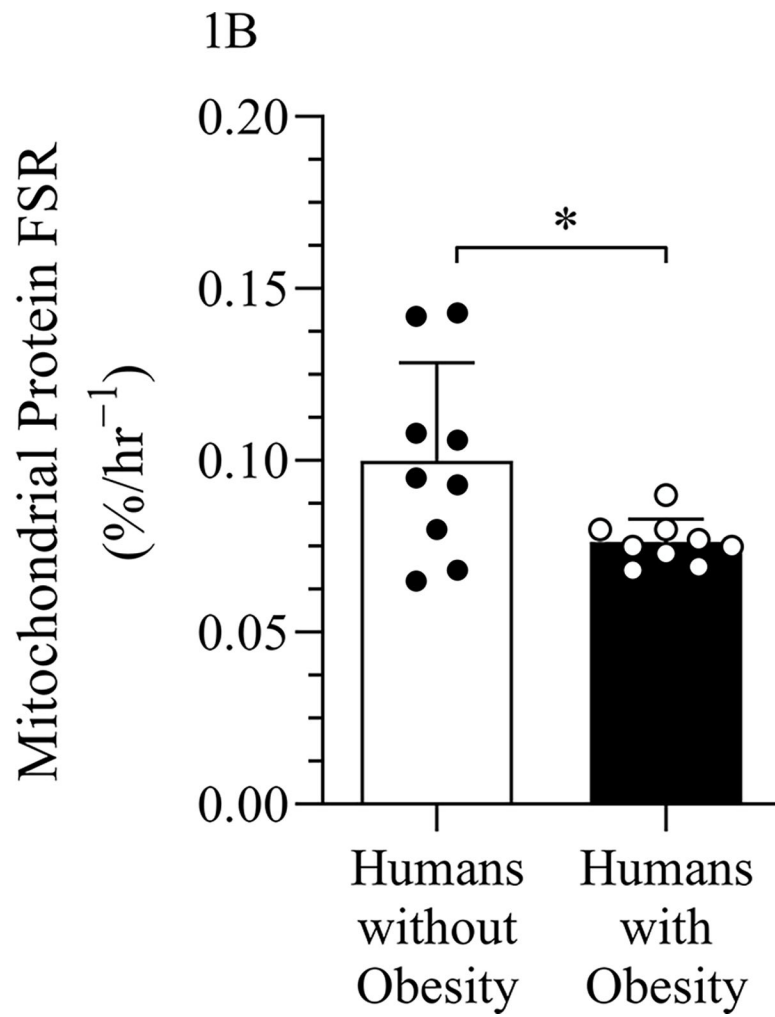 1B
Mitochondrial Protein FSR
(%/hr⁻¹)
0.20
0.15
0.10
0.05
0.00
*
Humans
without
Obesity
Humans
with
Obesity